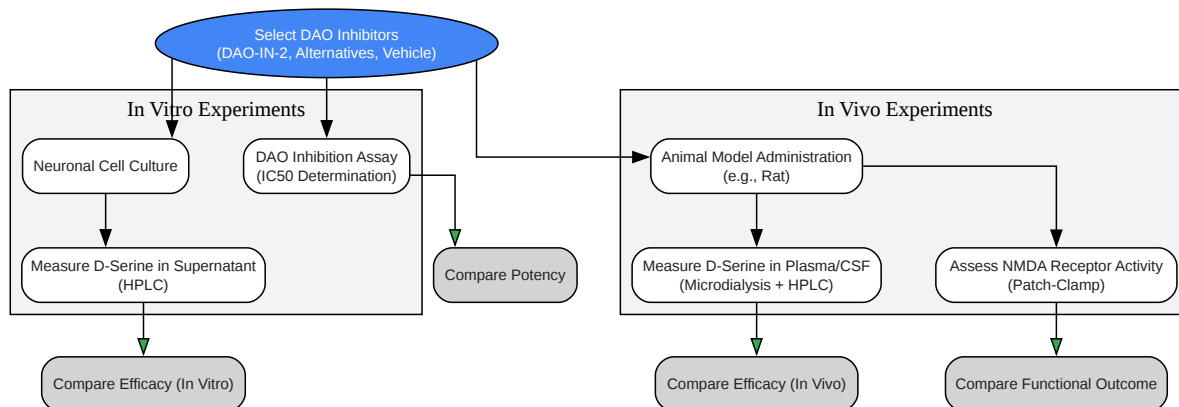 Select DAO Inhibitors
(DAO-IN-2, Alternatives, Vehicle)
In Vitro Experiments
In Vivo Experiments
Neuronal Cell Culture
DAO Inhibition Assay
(IC50 Determination)
Animal Model Administration
(e.g., Rat)
Measure D-Serine in Supernatant
(HPLC)
Compare Potency
Measure D-Serine in Plasma/CSF
(Microdialysis + HPLC)
Assess NMDA Receptor Activity
(Patch-Clamp)
Compare Efficacy (In Vitro)
Compare Efficacy (In Vivo)
Compare Functional Outcome